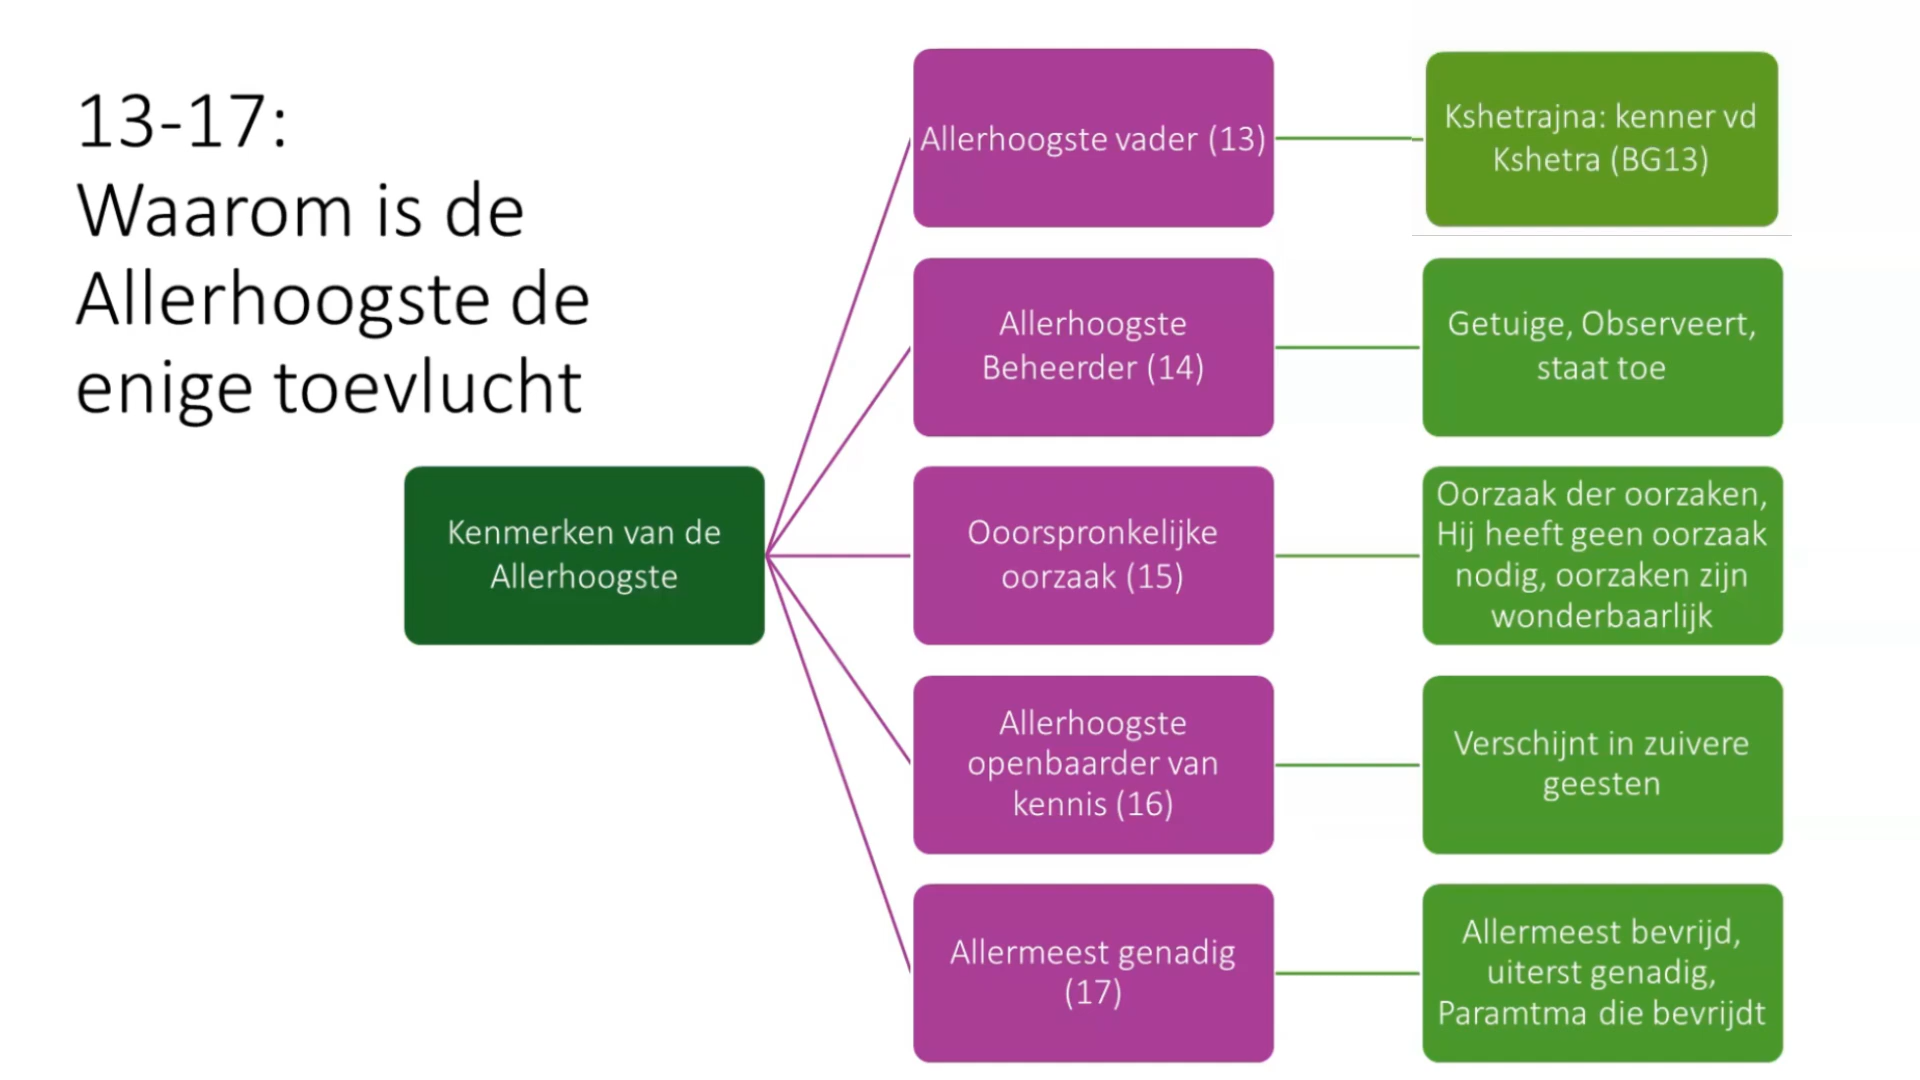 13-17:
Waarom is de
Allerhoogste de
enige toevlucht
Kenmerken van de
Allerhoogste
Allerhoogste vader (13)
Kshetrajna: kenner vd
Kshetra (BG13)
Allerhoogste
Beheerder (14)
Getuige, Observeert,
staat toe
Ooorspronkelijke
oorzaak (15)
Oorzaak der oorzaken,
Hij heeft geen oorzaak
nodig, oorzaken zijn
wonderbaarlijk
Allerhoogste
openbaarder van
kennis (16)
Verschijnt in zuivere
geesten
Allermeest genadig
(17)
Allermeest bevrijd,
uiterst genadig,
Paramtma die bevrijdt